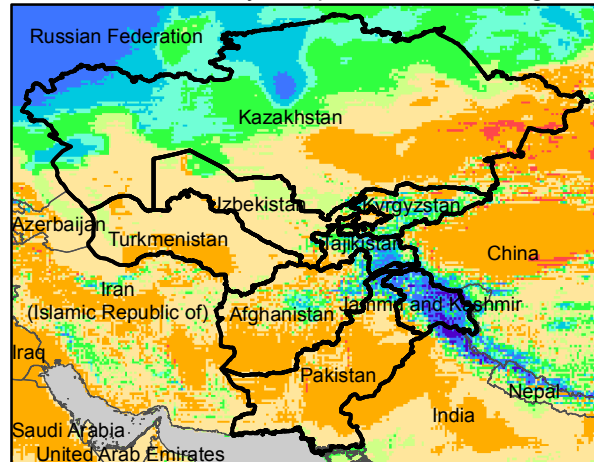 Russian Federation
Kazakhstan
Uzbekistan
Kyrgyzstan
Azerbaijan
Turkmenistan
Tajikistan
China
Iran
(Islamic Republic of)
Afghanistan
Jammu and Kashmir
Iraq
Pakistan
Nepal
India
Saudi Arabia
United Arab Emirates